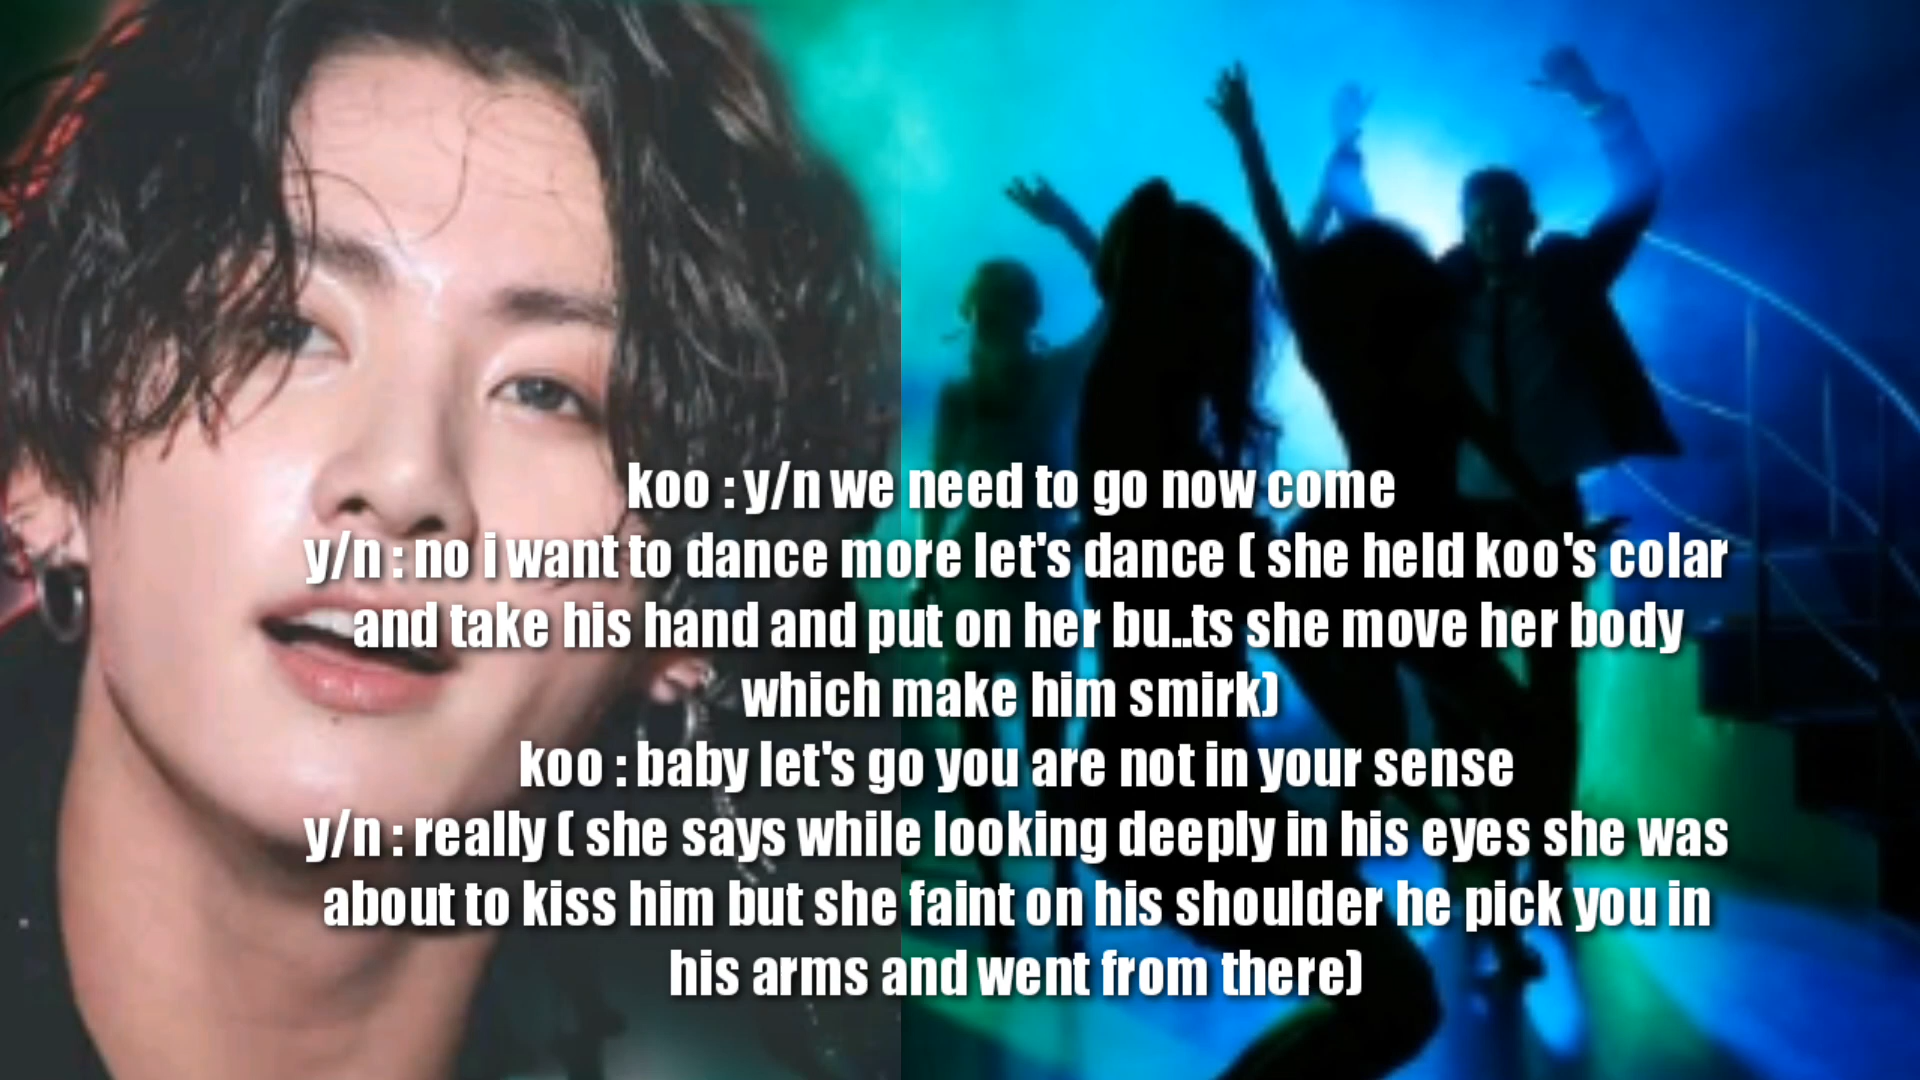 koo : y/n we need to go now come
y/n : no i want to dance more let's dance ( she held koo's colar
and take his hand and put on her bu..ts she move her body
which make him smirk)
koo : baby let's go you are not in your sense
y/n : really ( she says while looking deeply in his eyes she was
about to kiss him but she faint on his shoulder he pick you in
his arms and went from there)